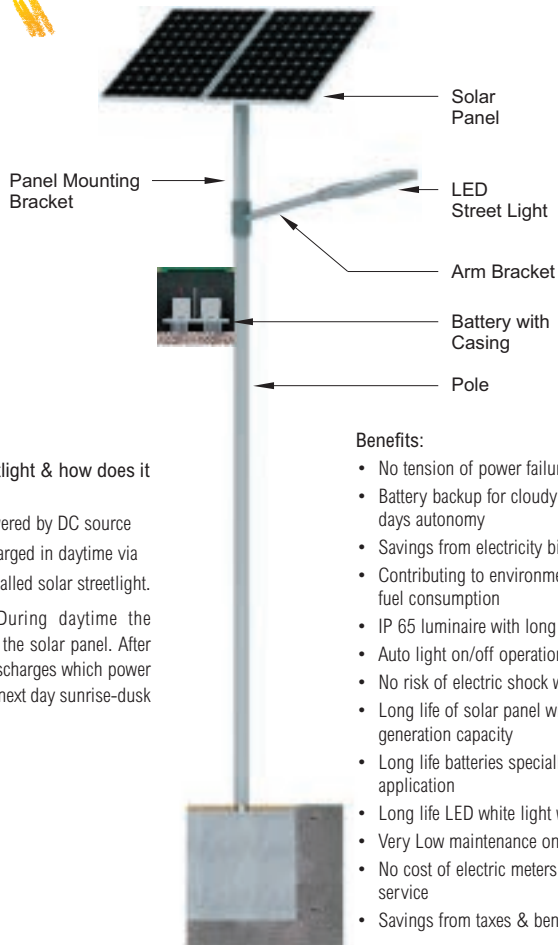 Solar
Panel
Panel Mounting
Bracket
LED
Street Light
Arm Bracket
Battery with
Casing
Pole
light & how does it
ered by DC source
arged in daytime via
alled solar streetlight.
During daytime the
the solar panel. After
scharges which power
next day sunrise-dusk
Benefits:
• No tension of power failur
• Battery backup for cloudy
days autonomy
• Savings from electricity bi
• Contributing to environme
fuel consumption
• IP 65 luminaire with long
• Auto light on/off operation
• No risk of electric shock w
• Long life of solar panel wi
generation capacity
• Long life batteries special
application
• Long life LED white light w
• Very Low maintenance on
• No cost of electric meters
service
• Savings from taxes & ben